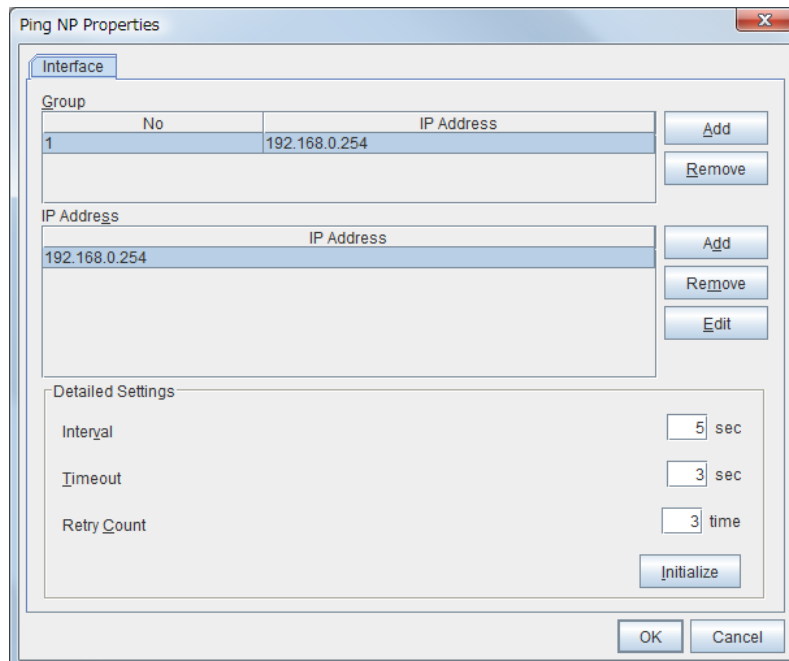 Ping NP Properties
Interface
Group
No IP Address
1 192.168.0.254
Add
Remove
IP Address
IP Address
192.168.0.254
Add
Remove
Edit
Detailed Settings
Interval 5 sec
Timeout 3 sec
Retry Count 3 time
Initialize
OK Cancel